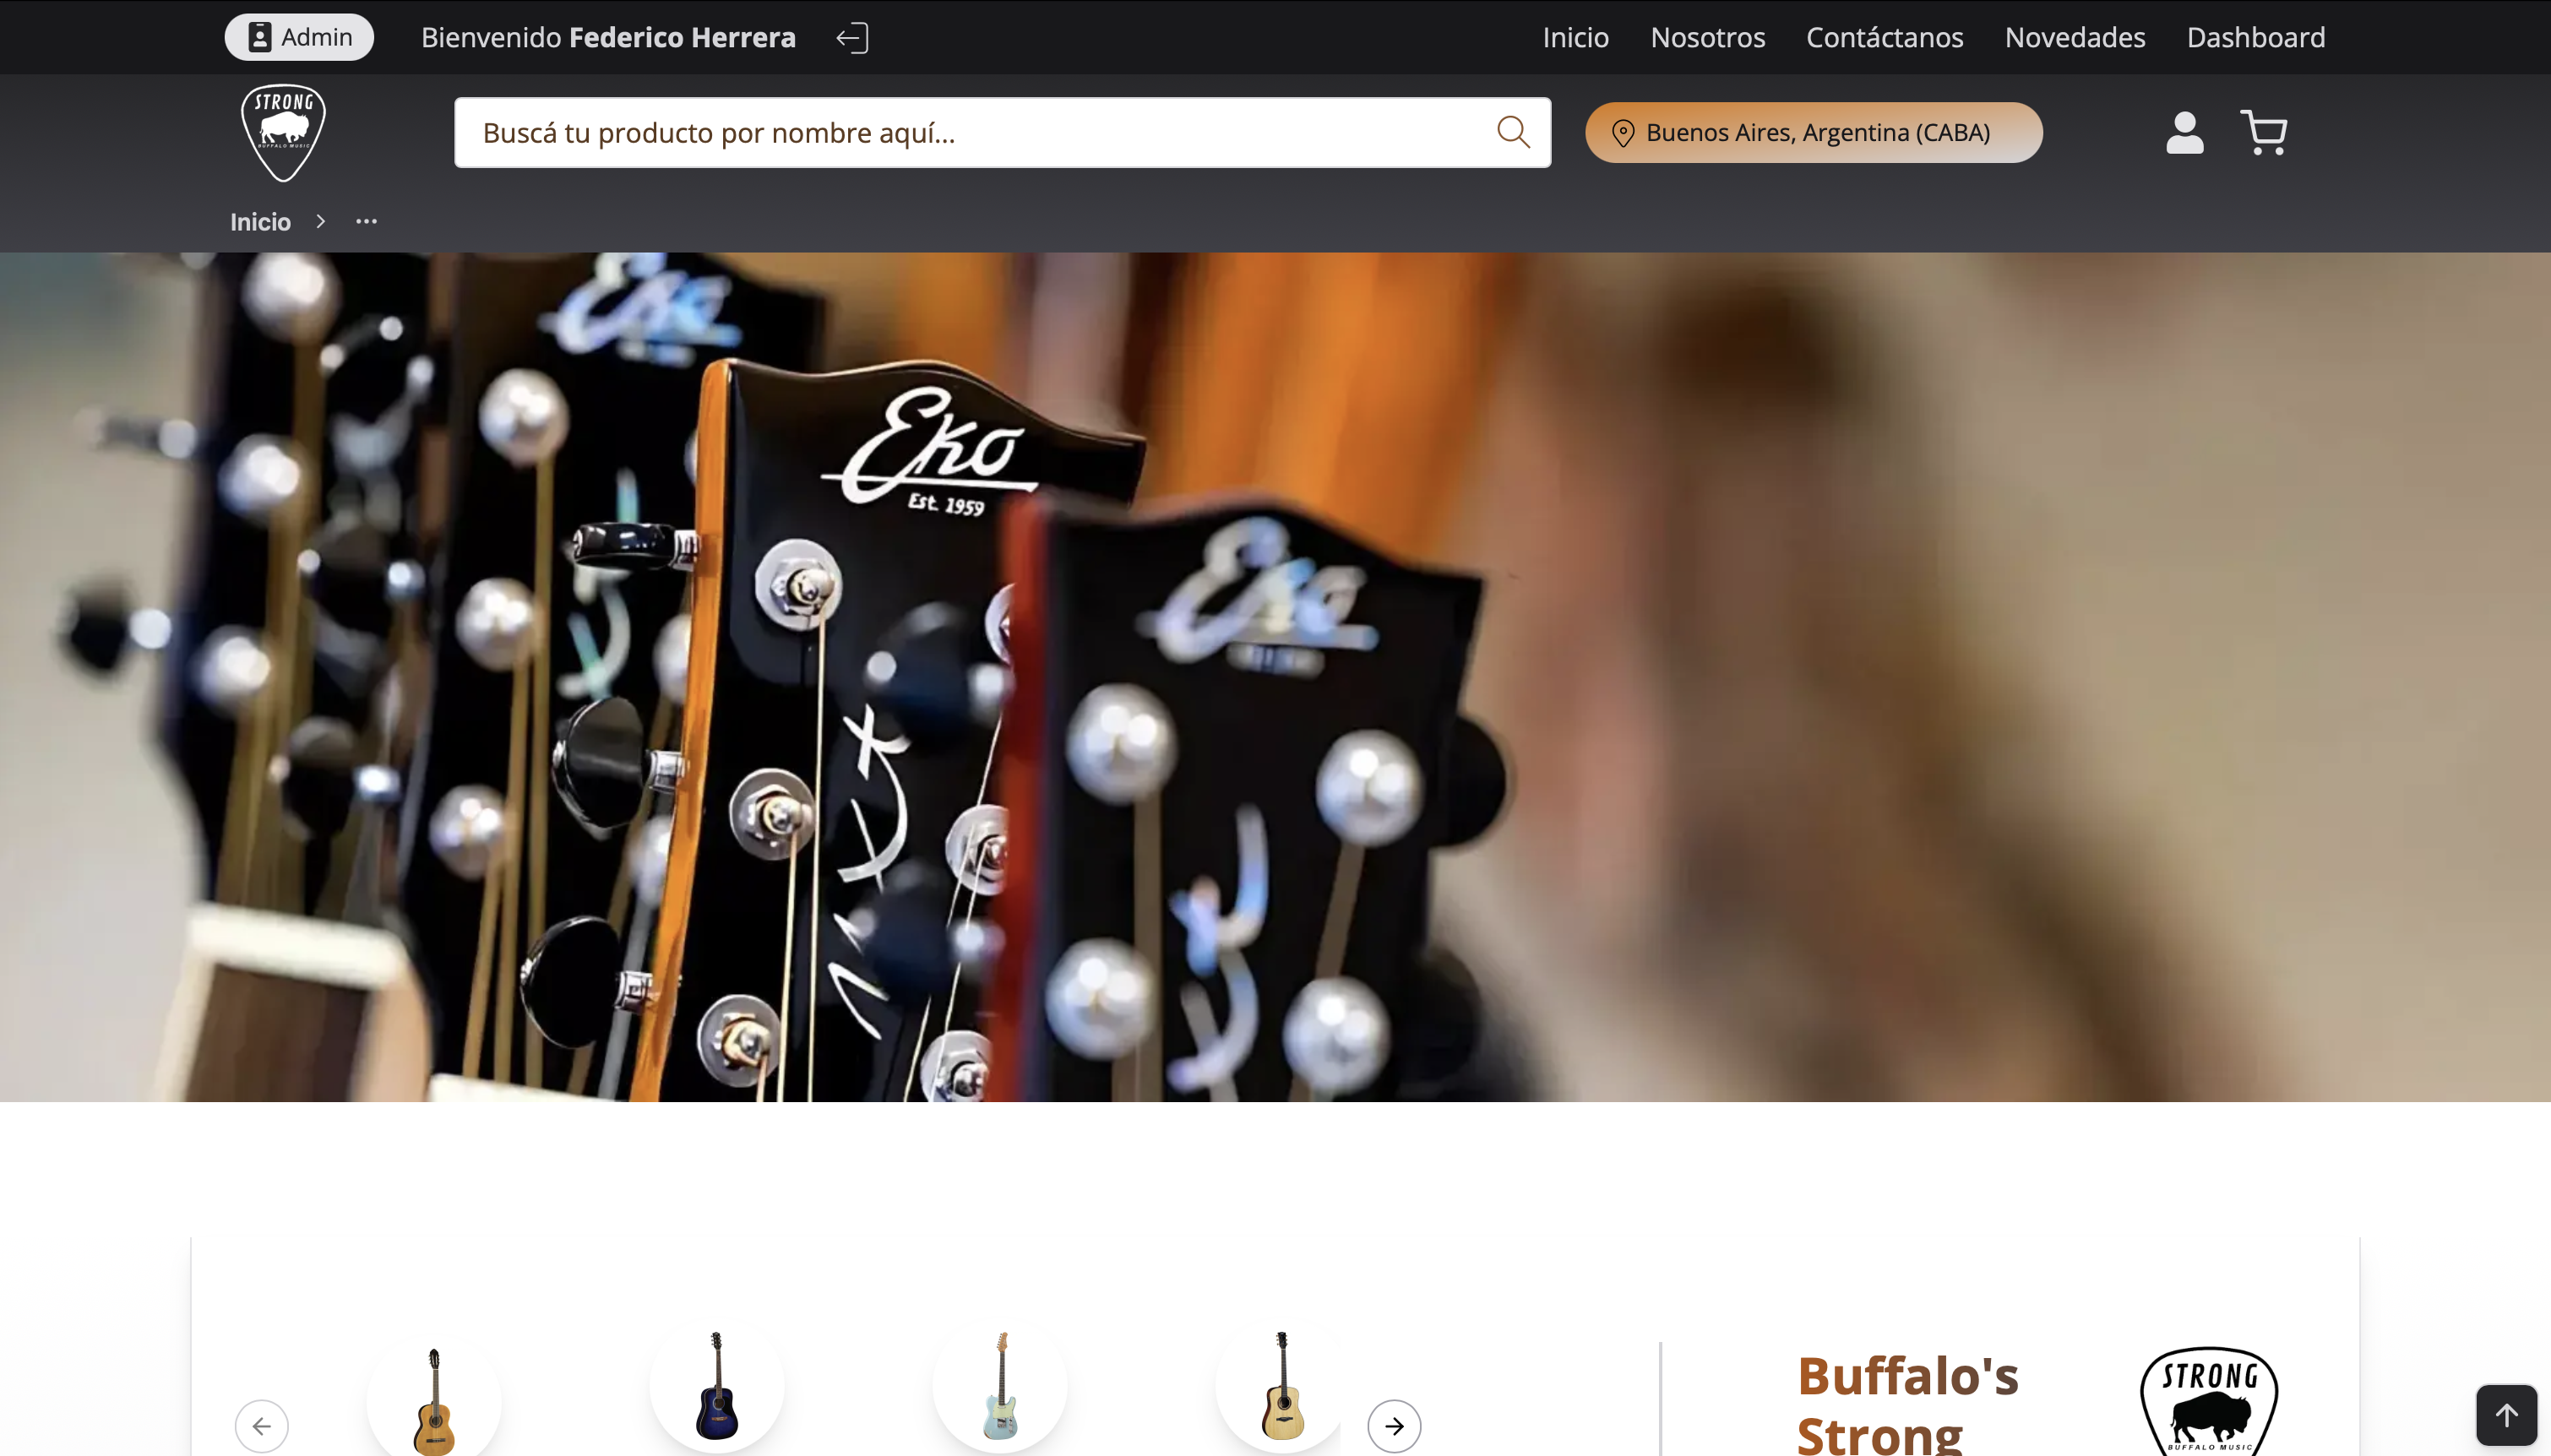 Admin
Bienvenido Federico Herrera
Inicio
Nosotros
Contáctanos
Novedades
Dashboard
STRONG
BUFFALO MUSIC
Buscá tu producto por nombre aquí...
Buenos Aires, Argentina (CABA)
Inicio
...
Eko
Eko
Est. 1959
Eko
NXT
Buffalo's
Strong
STRONG
BUFFALO MUSIC